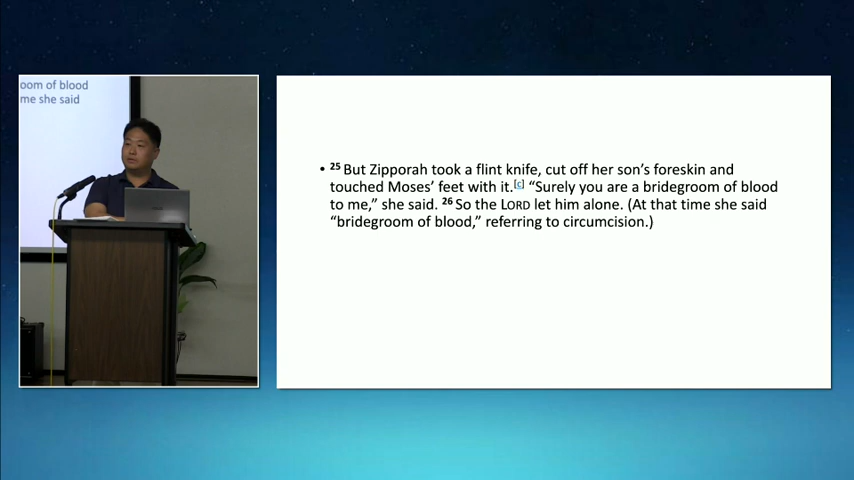 oom of blood
me she said
• 25 But Zipporah took a flint knife, cut off her son’s foreskin and
touched Moses’ feet with it.[c] “Surely you are a bridegroom of blood
to me,” she said. 26 So the LORD let him alone. (At that time she said
“bridegroom of blood,” referring to circumcision.)